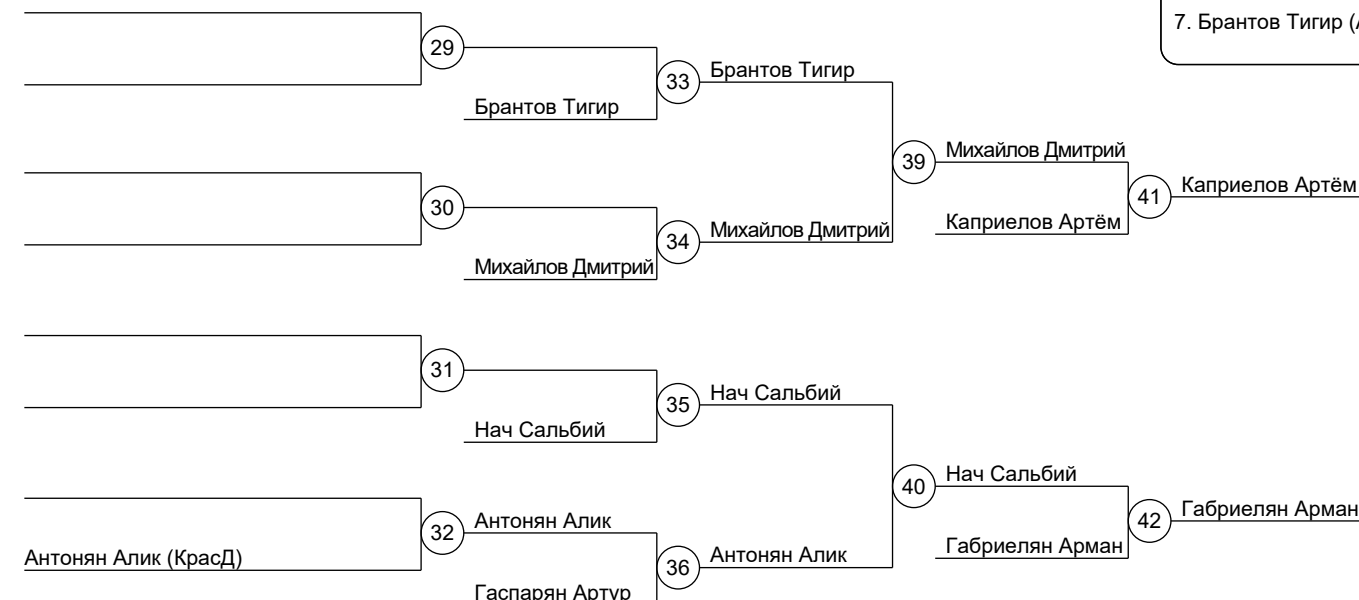 7. Брантов Тигир (
29
33
Брантов Тигир
Брантов Тигир
39
Михайлов Дмитрий
41
Каприелов Артём
30
34
Михайлов Дмитрий
Каприелов Артём
Михайлов Дмитрий
31
35
Нач Сальбий
Нач Сальбий
40
Нач Сальбий
42
Габриелян Арман
32
Антонян Алик
Антонян Алик (КрасД)
36
Антонян Алик
Габриелян Арман
Гаспарян Артур